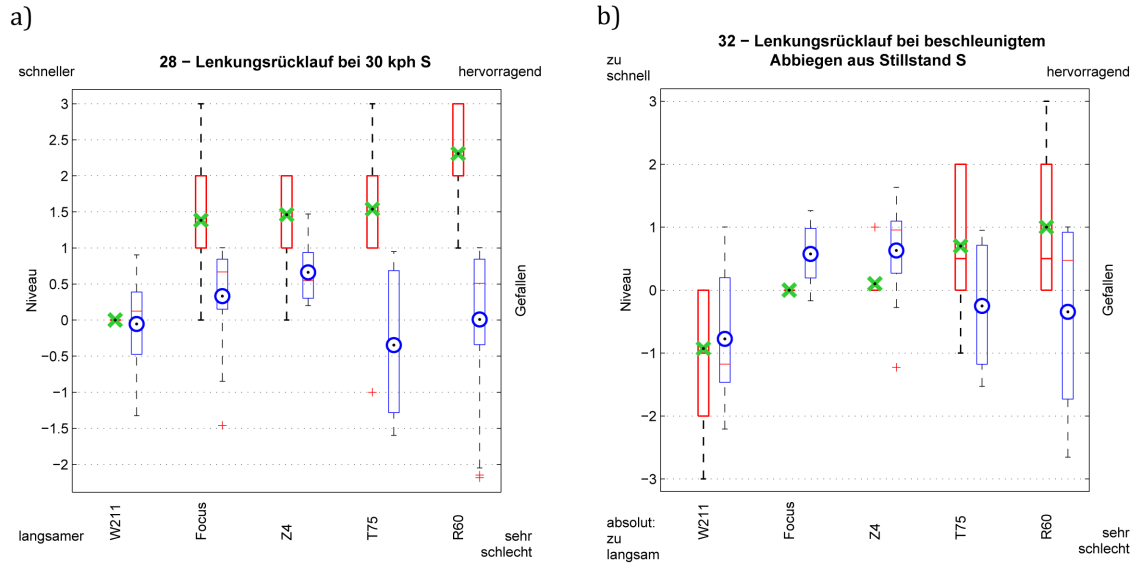 a)
28 − Lenkungsrücklauf bei 30 kph S
schneller
hervorragend
3
2.5
2
1.5
1
0.5
0
−0.5
−1
−1.5
−2
Niveau
Gefallen
W211
Focus
Z4
T75
R60
langsamer
sehr
schlecht
b)
32 − Lenkungsrücklauf bei beschleunigtem
Abbiegen aus Stillstand S
zu
schnell
hervorragend
3
2
1
0
−1
−2
−3
Niveau
Gefallen
W211
Focus
Z4
T75
R60
absolut:
zu
langsam
sehr
schlecht